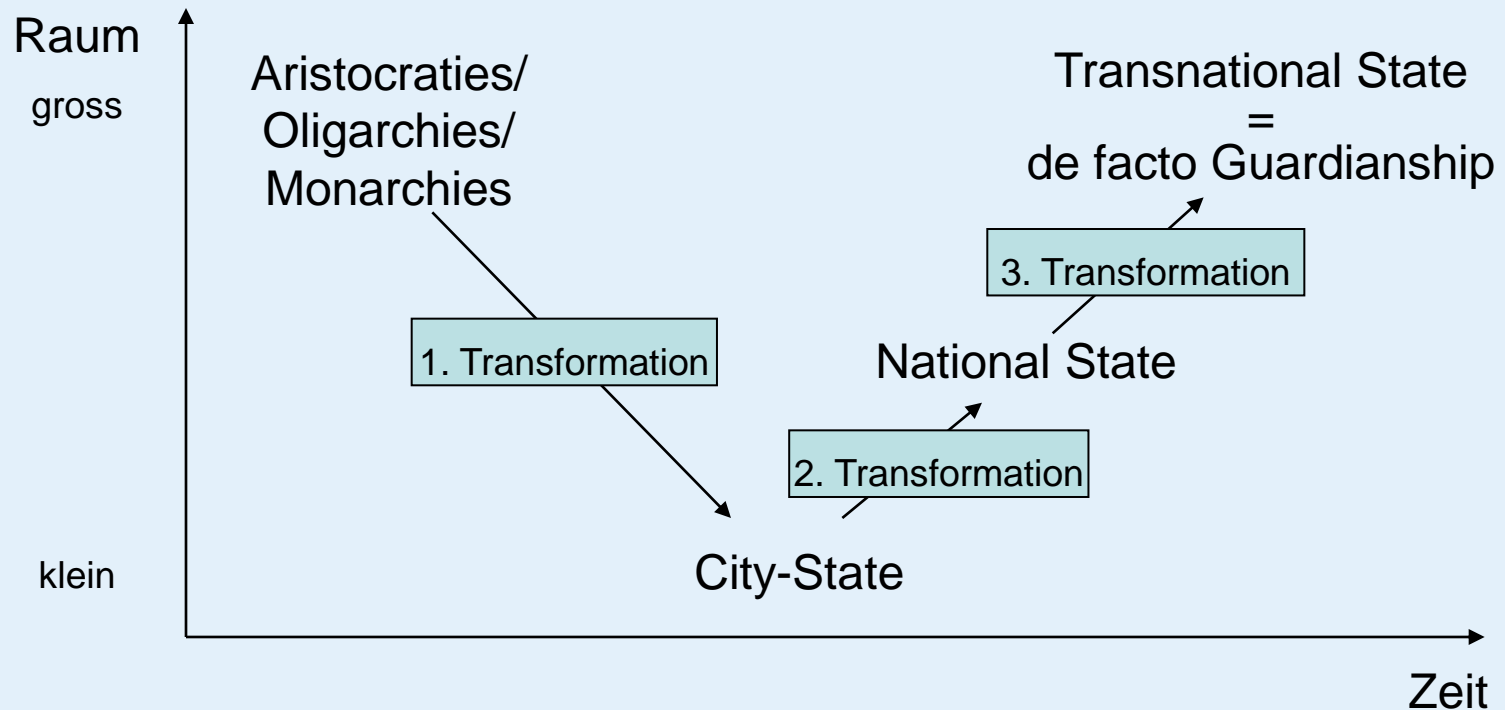 Raum
gross
Aristocraties/
Oligarchies/
Monarchies
Transnational State
=
de facto Guardianship
3. Transformation
1. Transformation
National State
2. Transformation
klein
City-State
Zeit